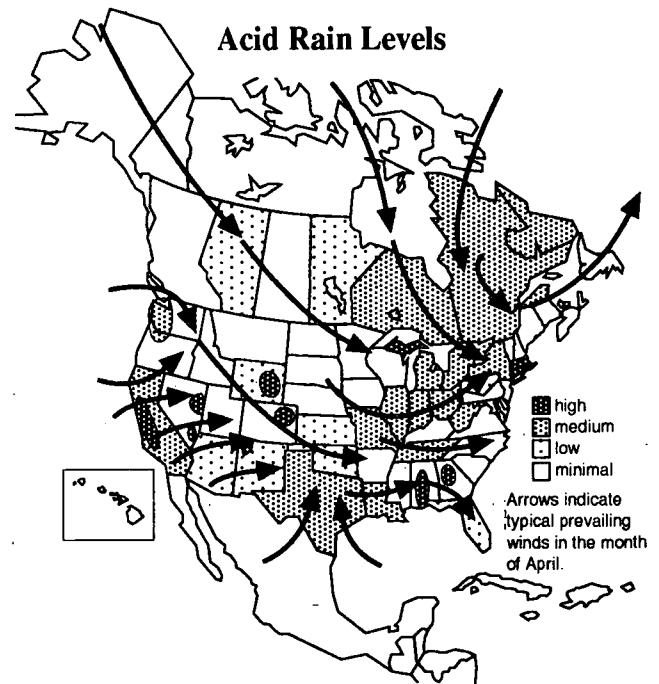 Acid Rain Levels
high
medium
low
minimal
Arrows indicate
typical prevailing
winds in the month
of April.